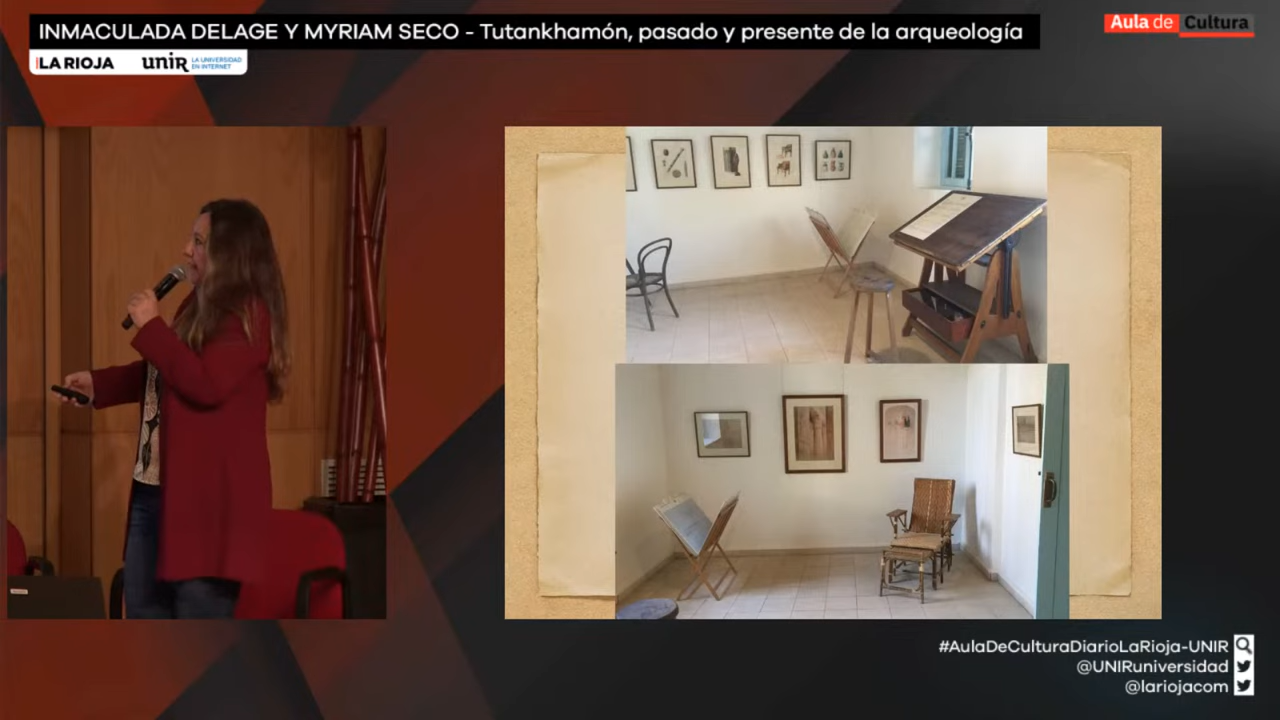 INMACULADA DELAGE Y MYRIAM SECO - Tutankhamón, pasado y presente de la arqueología
Aula de Cultura
LA RIOJA
unir LA UNIVERSIDAD
EN INTERNET
#AulaDeCulturaDiarioLaRioja-UNIR
@UNIRuniversidad
@lariojacom